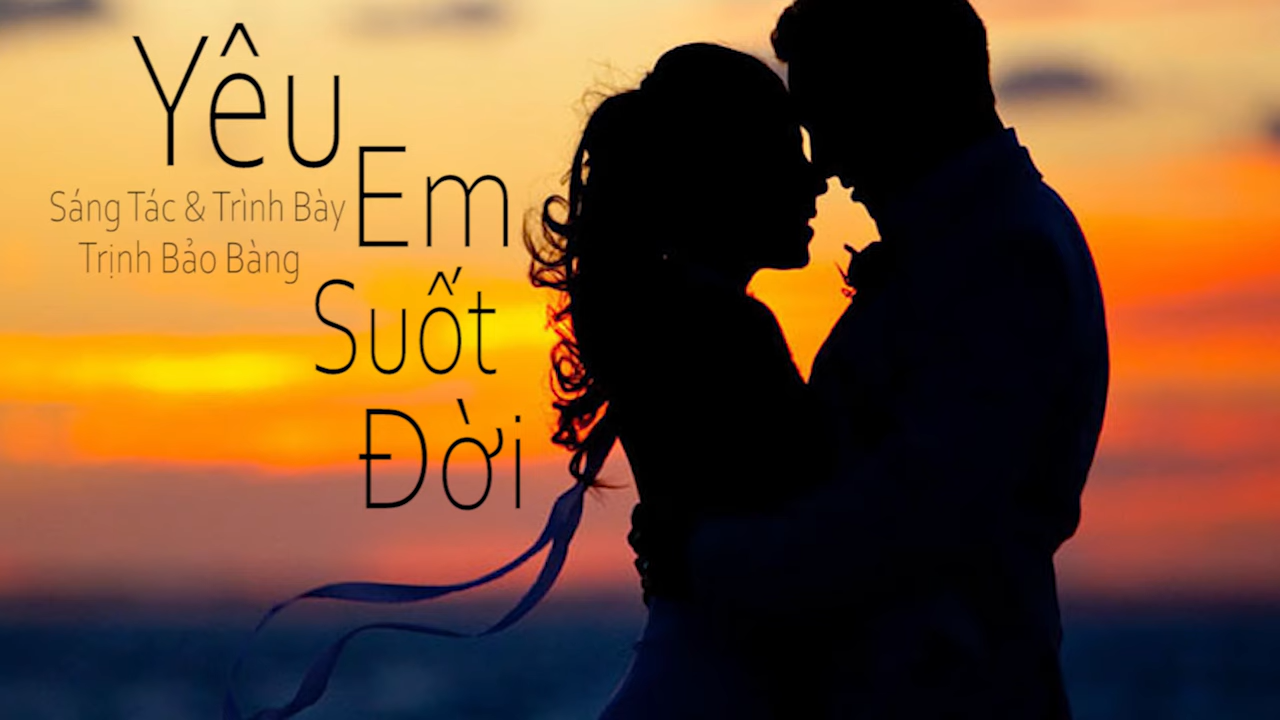 Yêu
Em
Suốt
Đời
Sáng Tác & Trình Bày
Trịnh Bảo Bàng